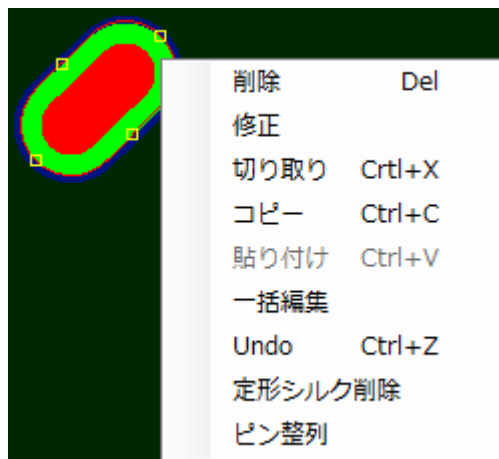 削除 Del
修正
切り取り Crtl+X
コピー Ctrl+C
貼り付け Ctrl+V
一括編集
Undo Ctrl+Z
定形シルク削除
ピン整列